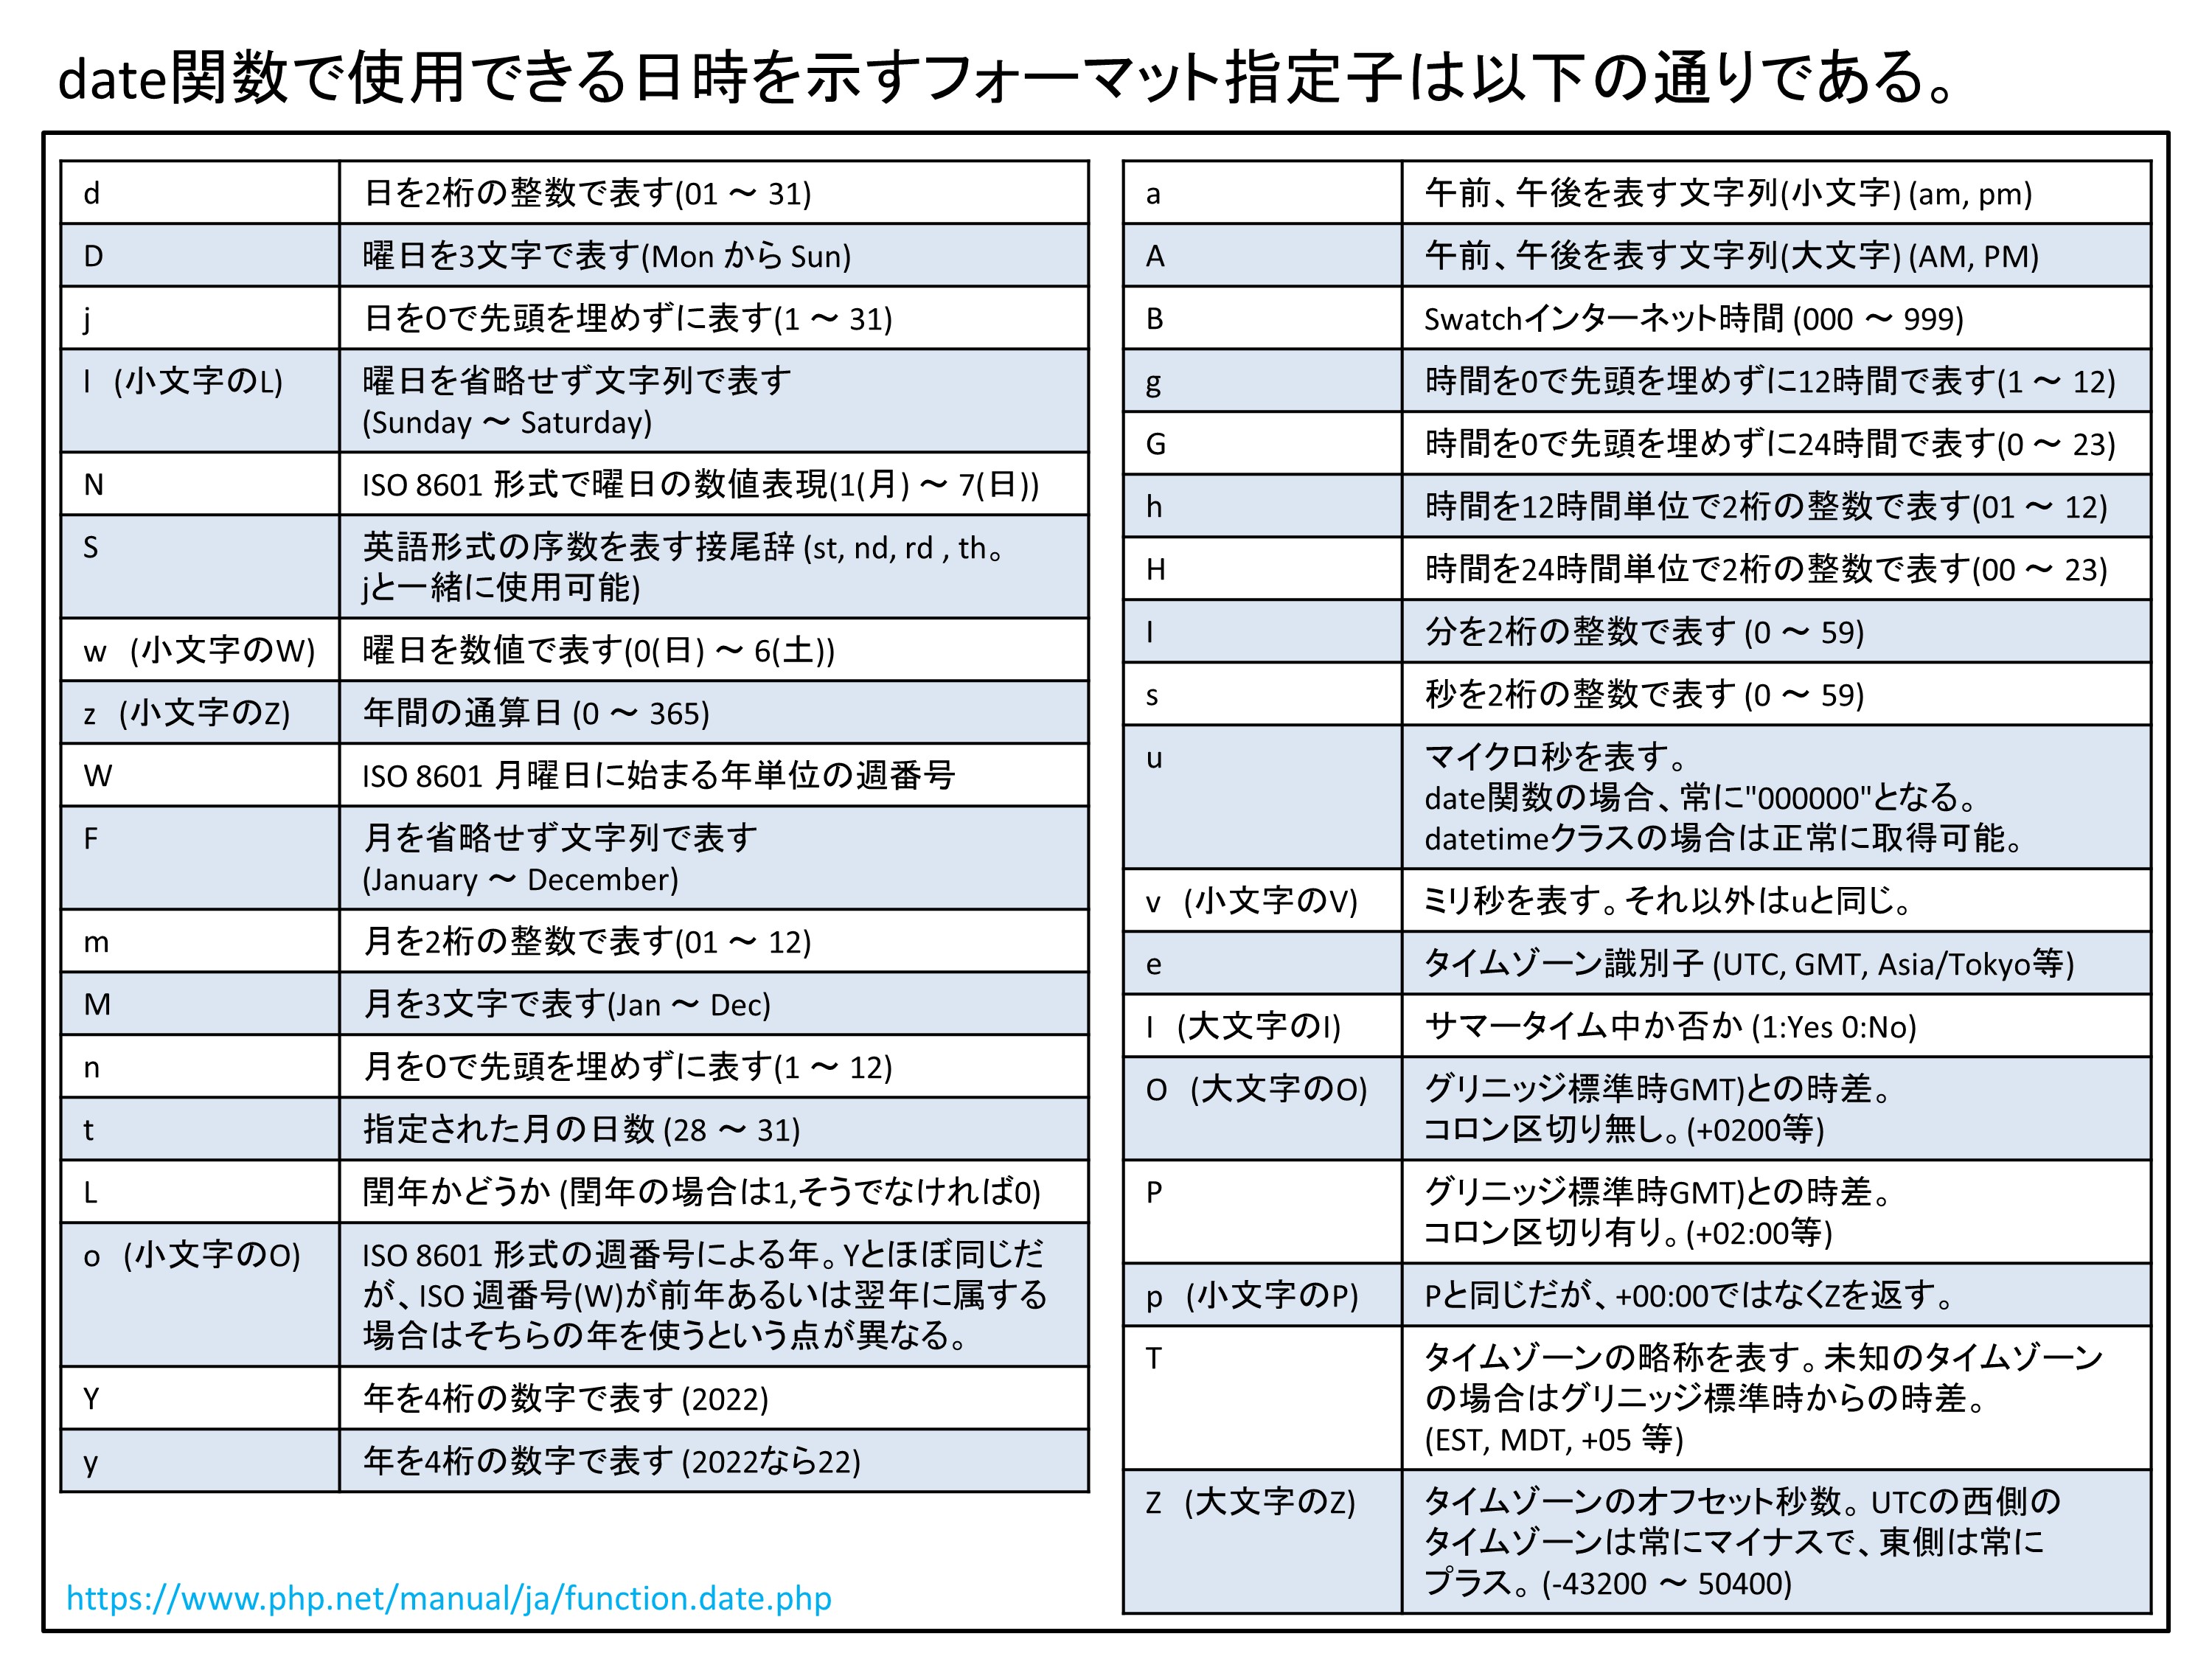 date関数で使用できる日時を示すフォーマット指定子は以下の通りである。
d 日を2桁の整数で表す(01 ～ 31)
D 曜日を3文字で表す(Mon から Sun)
j 日をOで先頭を埋めずに表す(1 ～ 31)
l (小文字のL) 曜日を省略せず文字列で表す
(Sunday ～ Saturday)
N ISO 8601 形式で曜日の数値表現(1(月) ～ 7(日))
S 英語形式の序数を表す接尾辞 (st, nd, rd , th。
jと一緒に使用可能)
w (小文字のW) 曜日を数値で表す(0(日) ～ 6(土))
z (小文字のZ) 年間の通算日 (0 ～ 365)
W ISO 8601 月曜日に始まる年単位の週番号
F 月を省略せず文字列で表す
(January ～ December)
m 月を2桁の整数で表す(01 ～ 12)
M 月を3文字で表す(Jan ～ Dec)
n 月をOで先頭を埋めずに表す(1 ～ 12)
t 指定された月の日数 (28 ～ 31)
L 閏年かどうか (閏年の場合は1,そうでなければ0)
o (小文字のO) ISO 8601 形式の週番号による年。Yとほぼ同じだ
が、ISO 週番号(W)が前年あるいは翌年に属する
場合はそちらの年を使うという点が異なる。
Y 年を4桁の数字で表す (2022)
y 年を4桁の数字で表す (2022なら22)
https://www.php.net/manual/ja/function.date.php
a 午前、午後を表す文字列(小文字) (am, pm)
A 午前、午後を表す文字列(大文字) (AM, PM)
B Swatchインターネット時間 (000 ～ 999)
g 時間を0で先頭を埋めずに12時間で表す(1 ～ 12)
G 時間を0で先頭を埋めずに24時間で表す(0 ～ 23)
h 時間を12時間単位で2桁の整数で表す(01 ～ 12)
H 時間を24時間単位で2桁の整数で表す(00 ～ 23)
I 分を2桁の整数で表す (0 ～ 59)
s 秒を2桁の整数で表す (0 ～ 59)
u マイクロ秒を表す。
date関数の場合、常に"000000"となる。
datetimeクラスの場合は正常に取得可能。
v (小文字のV) ミリ秒を表す。それ以外はuと同じ。
e タイムゾーン識別子 (UTC, GMT, Asia/Tokyo等)
I (大文字のI) サマータイム中か否か (1:Yes 0:No)
O (大文字のO) グリニッジ標準時GMT)との時差。
コロン区切り無し。(+0200等)
P グリニッジ標準時GMT)との時差。
コロン区切り有り。(+02:00等)
p (小文字のP) Pと同じだが、+00:00ではなくZを返す。
T タイムゾーンの略称を表す。未知のタイムゾーン
の場合はグリニッジ標準時からの時差。
(EST, MDT, +05 等)
Z (大文字のZ) タイムゾーンのオフセット秒数。UTCの西側の
タイムゾーンは常にマイナスで、東側は常に
プラス。(-43200 ～ 50400)